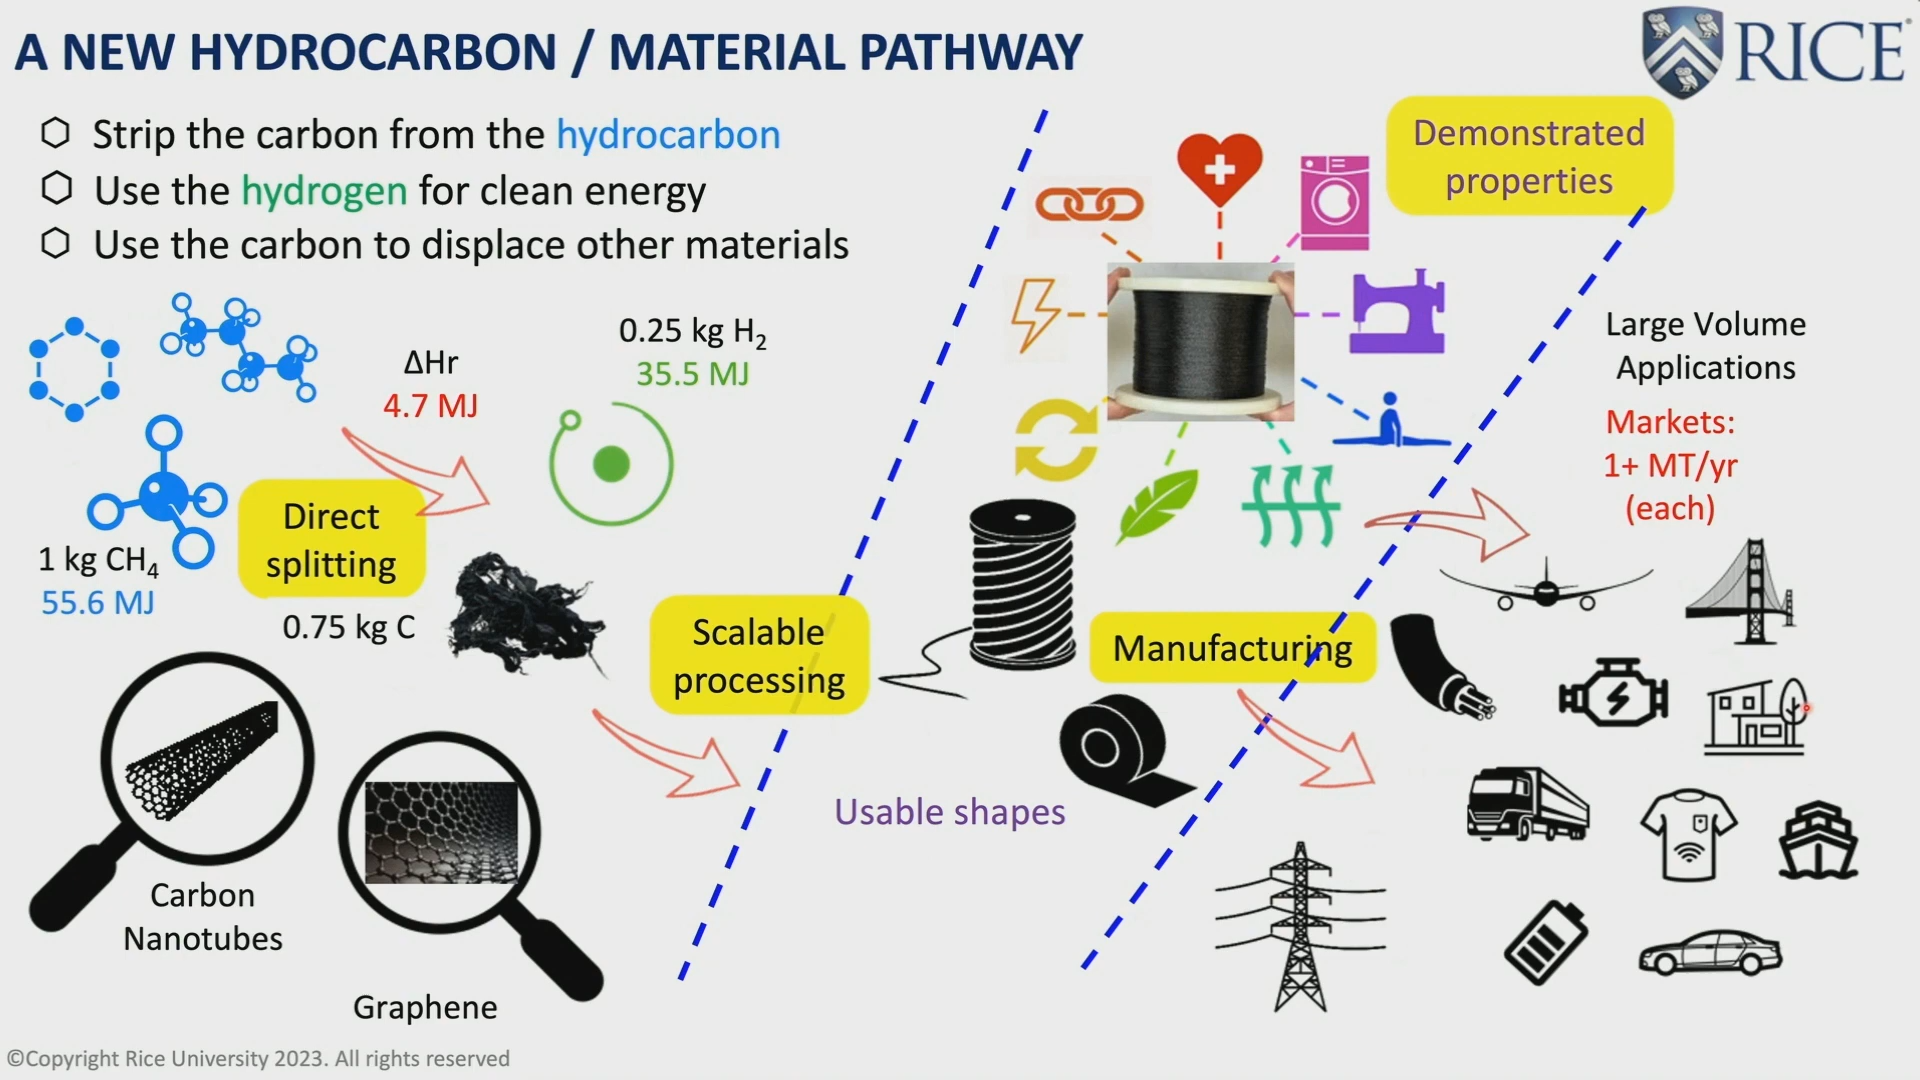 A NEW HYDROCARBON / MATERIAL PATHWAY
RICE
Strip the carbon from the hydrocarbon
Use the hydrogen for clean energy
Use the carbon to displace other materials
Demonstrated
properties
ΔHr
4.7 MJ
0.25 kg H₂
35.5 MJ
Large Volume
Applications
Markets:
1+ MT/yr
(each)
Direct
splitting
1 kg CH₄
55.6 MJ
0.75 kg C
Scalable
processing
Manufacturing
Usable shapes
Carbon
Nanotubes
Graphene
©Copyright Rice University 2023. All rights reserved